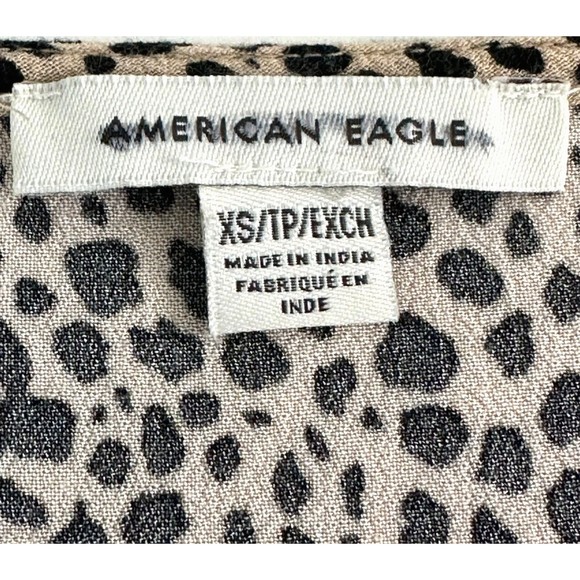 AMERICAN EAGLE
XS/TP/EXCH
MADE IN INDIA
FABRIQUÉ EN
INDE